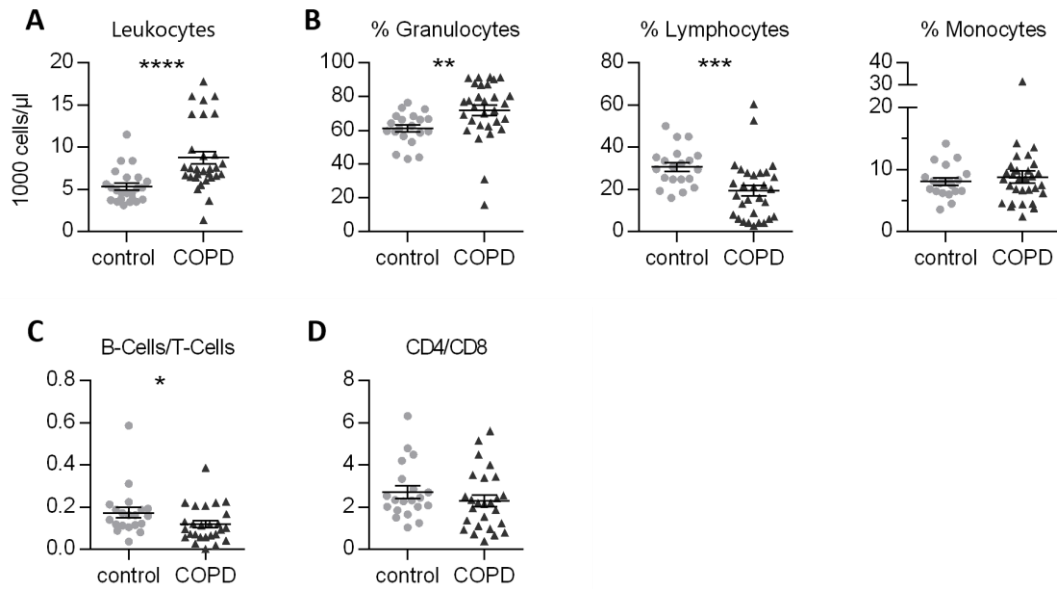 A
Leukocytes
****
1000 cells/µl
20
15
10
5
0
control COPD
B
% Granulocytes
**
100
80
60
40
20
0
control COPD
% Lymphocytes
***
80
60
40
20
0
control COPD
% Monocytes
40
30
20
10
5
0
control COPD
C
B-Cells/T-Cells
*
0.8
0.6
0.4
0.2
0.0
control COPD
D
CD4/CD8
8
6
4
2
0
control COPD